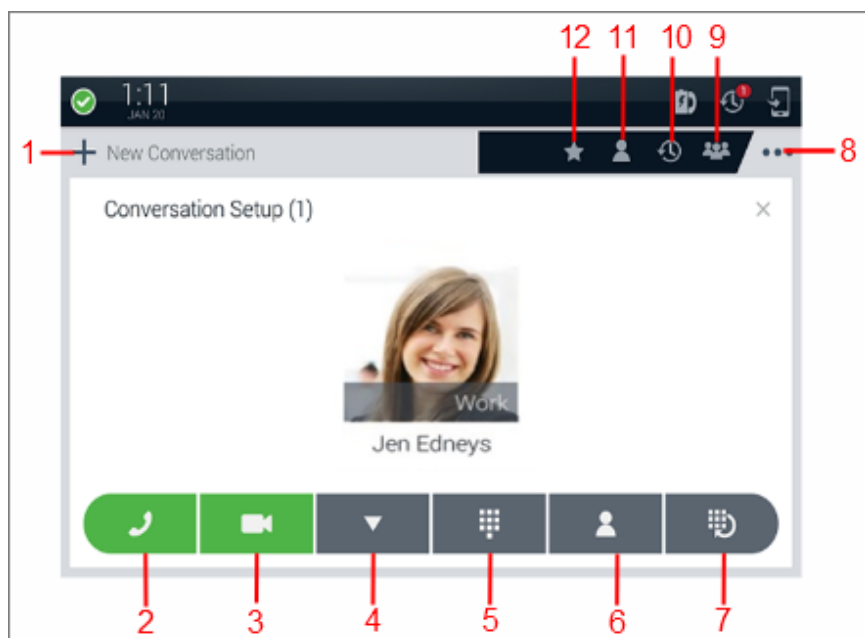 12 11 10 9
1:11
JAN 20
1
1 New Conversation 8
Conversation Setup (1)
Work
Jen Edneys
2 3 4 5 6 7